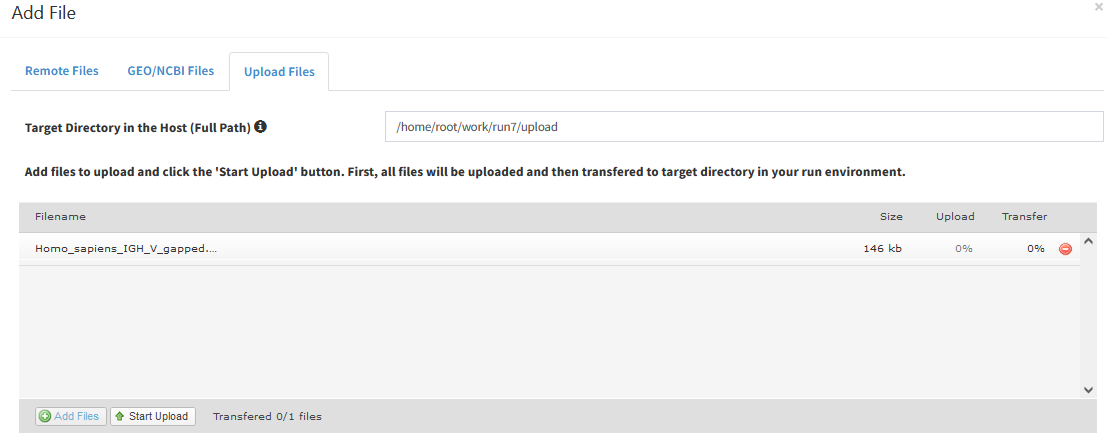 Add File
×
Remote Files GEO/NCBI Files Upload Files
Target Directory in the Host (Full Path) /home/root/work/run7/upload
Add files to upload and click the 'Start Upload' button. First, all files will be uploaded and then transfered to target directory in your run environment.
Filename Size Upload Transfer
Homo_sapiens_IGH_V_gapped.... 146 kb 0% 0%
Add Files Start Upload Transfered 0/1 files